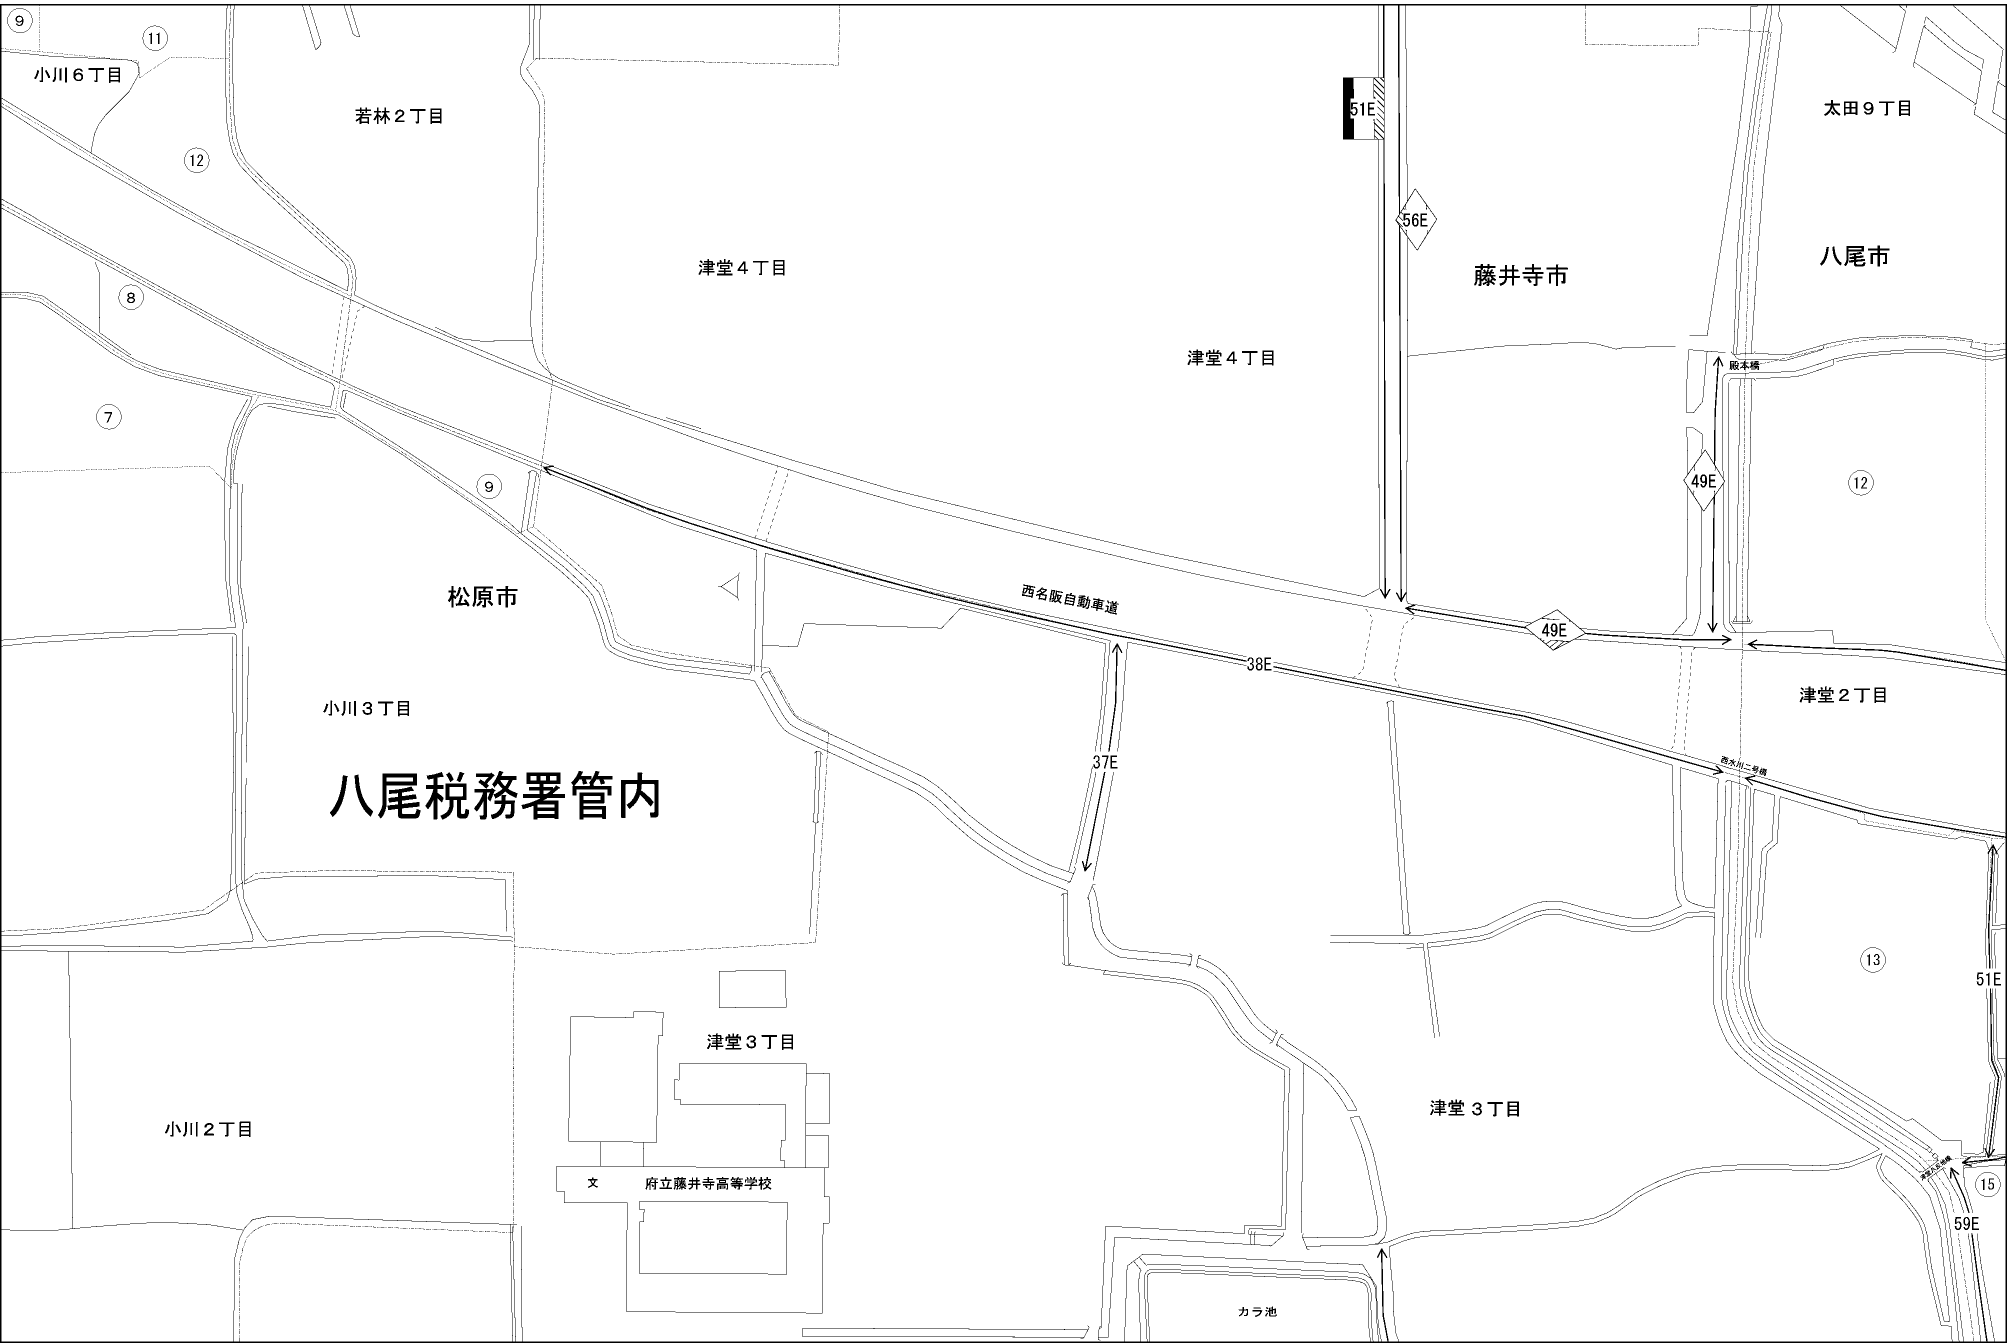 9
11
小川6丁目
若林2丁目
51E
太田9丁目
12
56E
八尾市
津堂4丁目
藤井寺市
8
津堂4丁目
殿本橋
7
49E
12
9
松原市
西名阪自動車道
49E
38E
津堂2丁目
小川3丁目
37E
西水川二号橋
八尾税務署管内
13
51E
津堂3丁目
津堂3丁目
小川2丁目
文
府立藤井寺高等学校
15
59E
カラ池